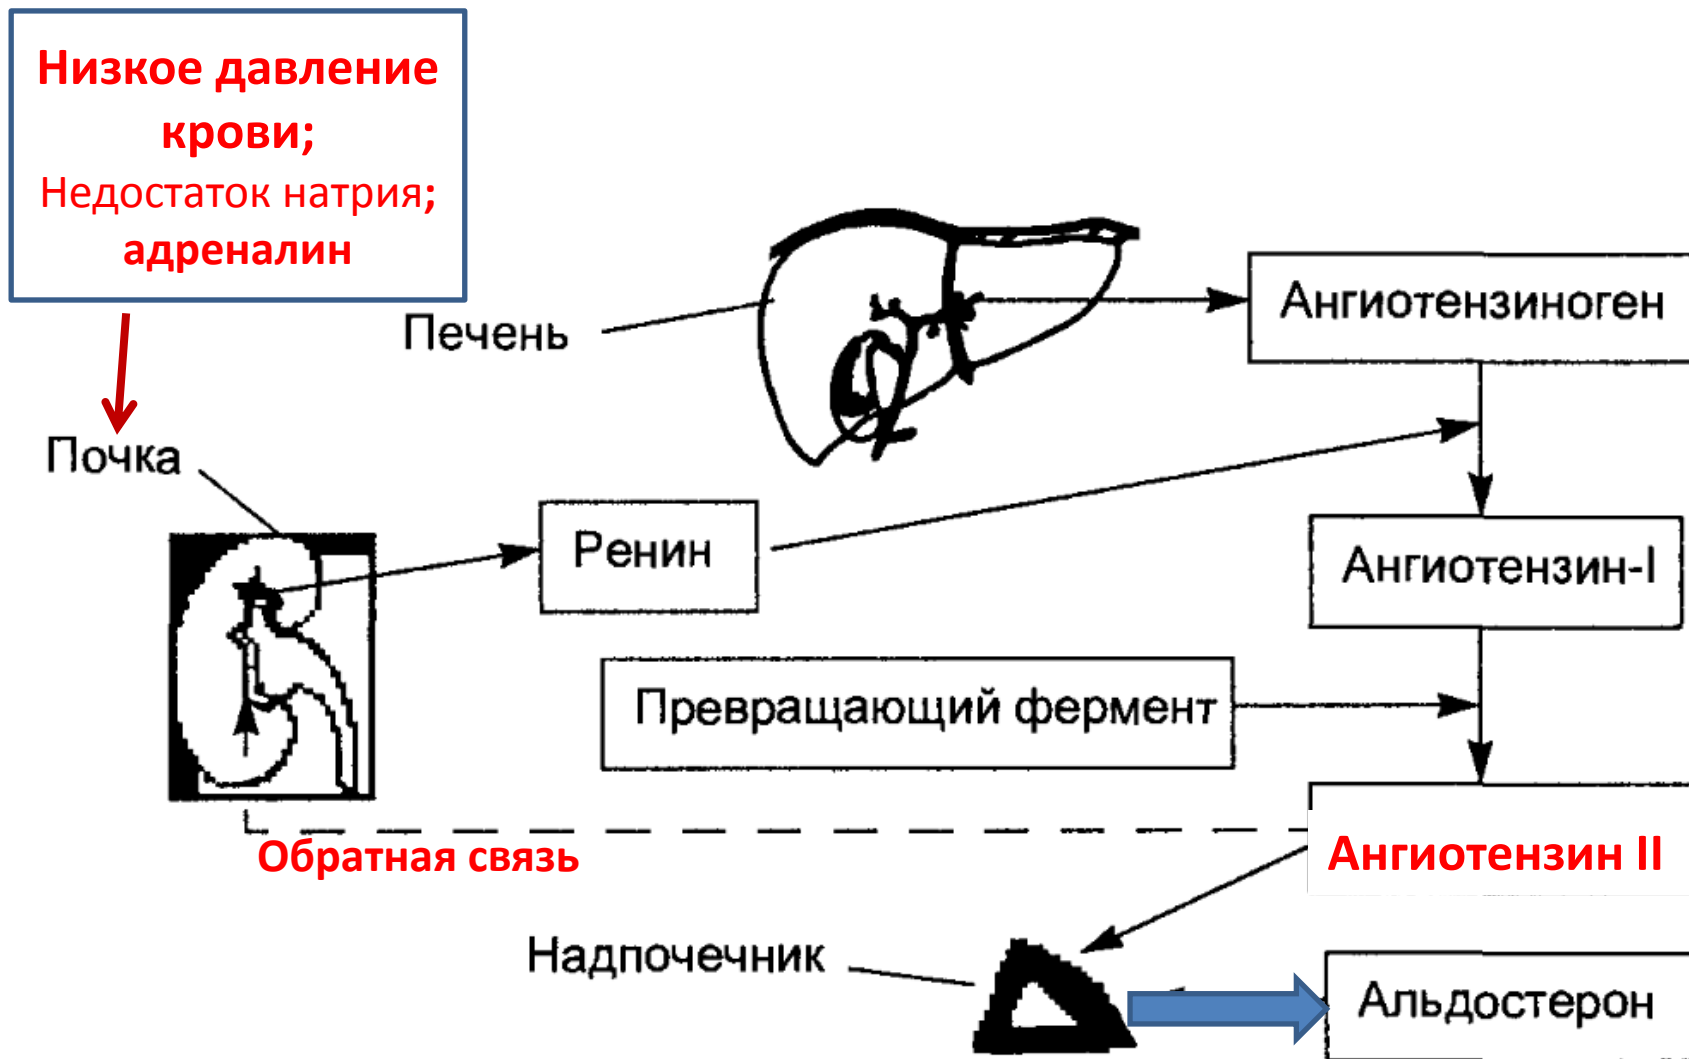 Низкое давление
крови;
Недостаток натрия;
адреналин
Печень
Ангиотензиноген
Почка
Ренин
Ангиотензин-I
Превращающий фермент
Обратная связь
Ангиотензин II
Надпочечник
Альдостерон